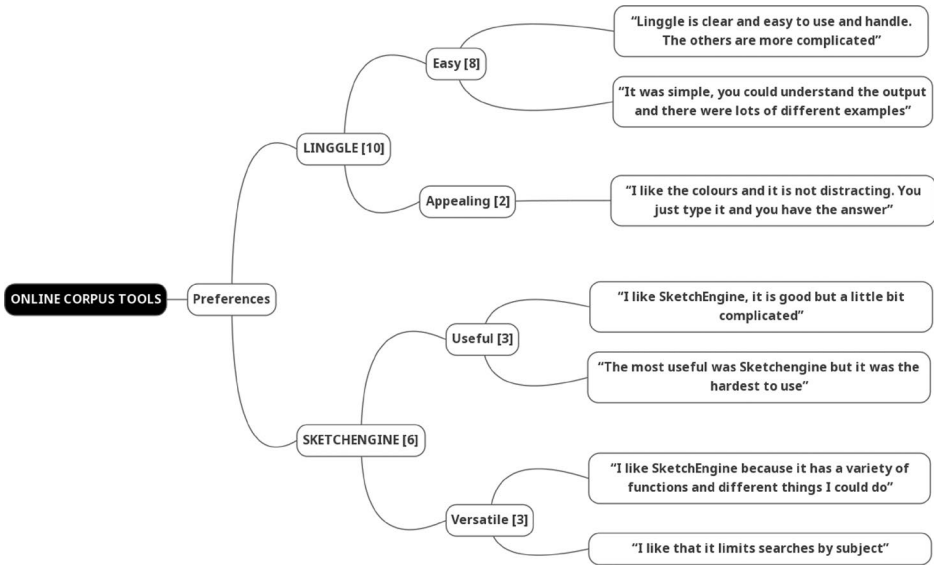 “Linggle is clear and easy to use and handle.
The others are more complicated”
Easy [8]
“It was simple, you could understand the output
and there were lots of different examples”
LINGGLE [10]
“I like the colours and it is not distracting. You
just type it and you have the answer”
Appealing [2]
ONLINE CORPUS TOOLS
Preferences
“I like SketchEngine, it is good but a little bit
complicated”
Useful [3]
“The most useful was Sketchengine but it was the
hardest to use”
SKETCHENGINE [6]
“I like SketchEngine because it has a variety of
functions and different things I could do”
Versatile [3]
“I like that it limits searches by subject”